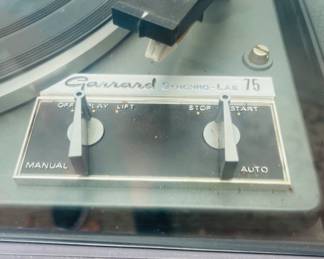 Garrard SYNCHRO-LAB 75
OFF PLAY LIFT STOP START
MANUAL AUTO